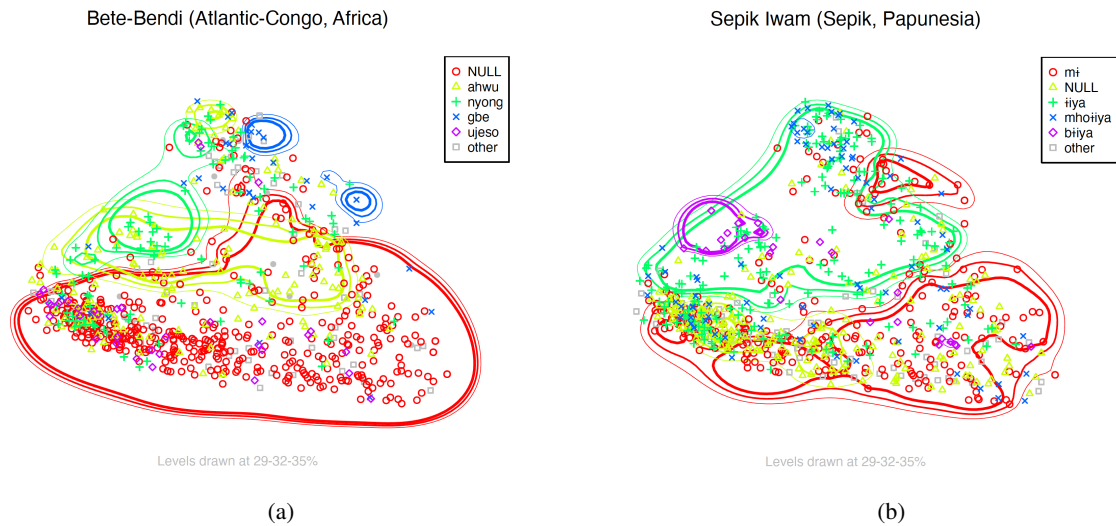 Bete-Bendi (Atlantic-Congo, Africa)
NULL
ahwu
nyong
gbe
ujeso
other
Levels drawn at 29-32-35%
(a)
Sepik Iwam (Sepik, Papunesia)
mɨ
NULL
ɨiya
mhoɨiya
bɨiya
other
Levels drawn at 29-32-35%
(b)